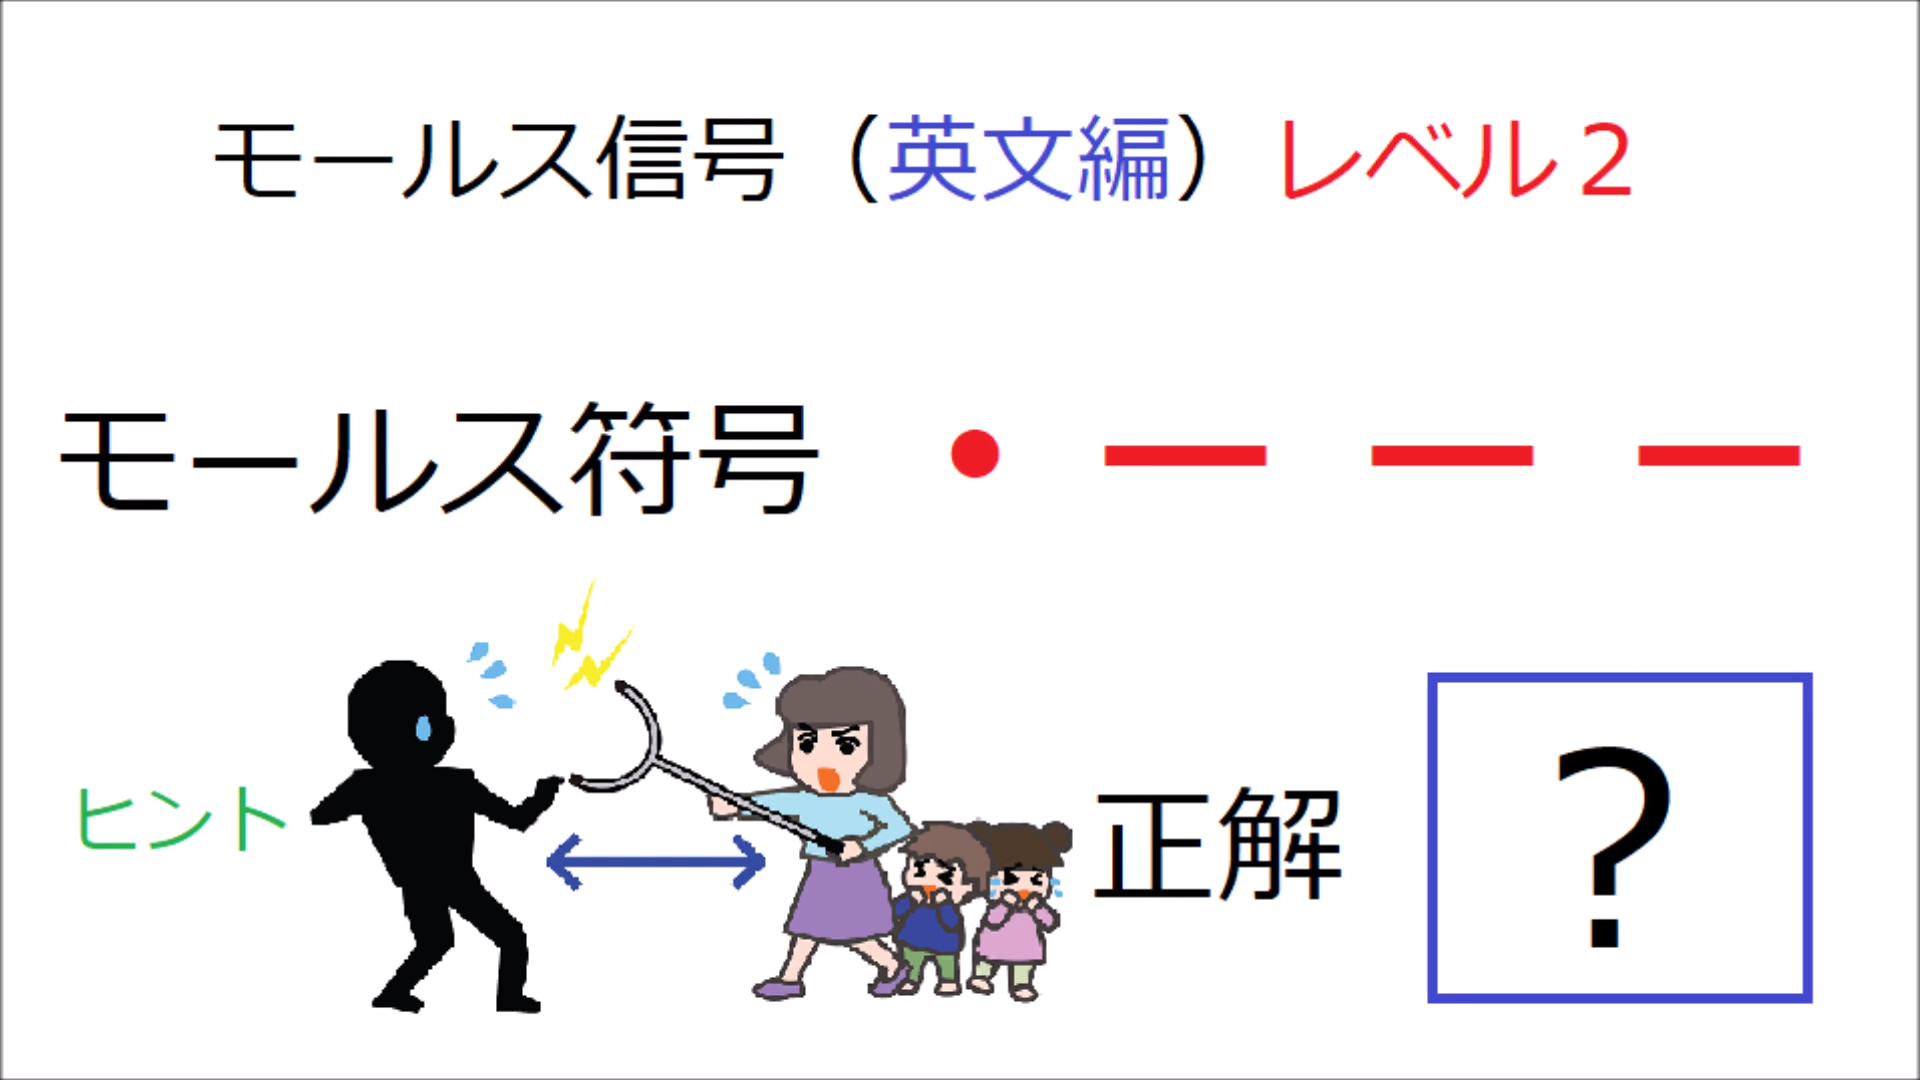 モールス信号（英文編）レベル２
モールス符号 ・ － － －
ヒント
正解
？